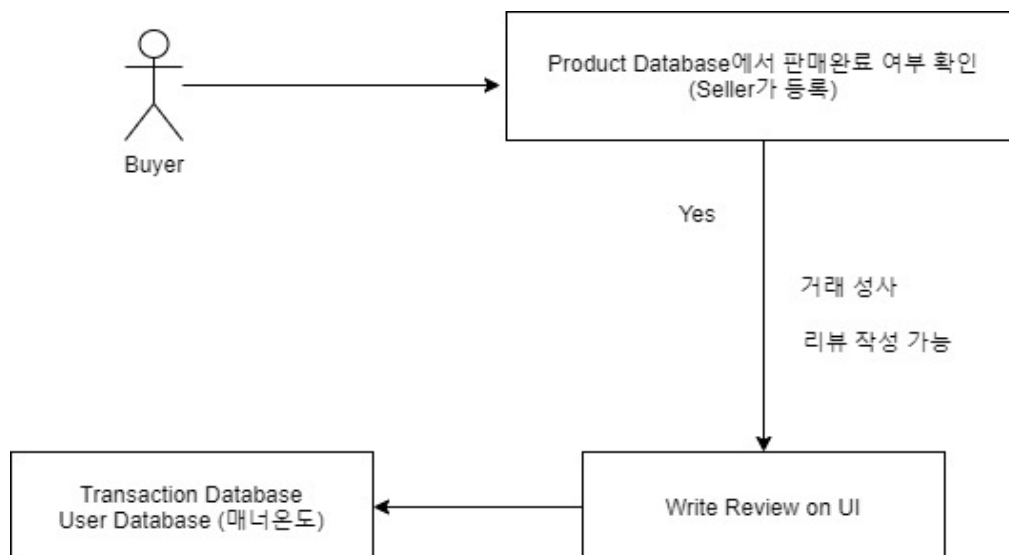 Product Database에서 판매완료 여부 확인
(Seller가 등록)
Buyer
Yes
거래 성사
리뷰 작성 가능
Transaction Database
User Database (매너온도)
Write Review on UI